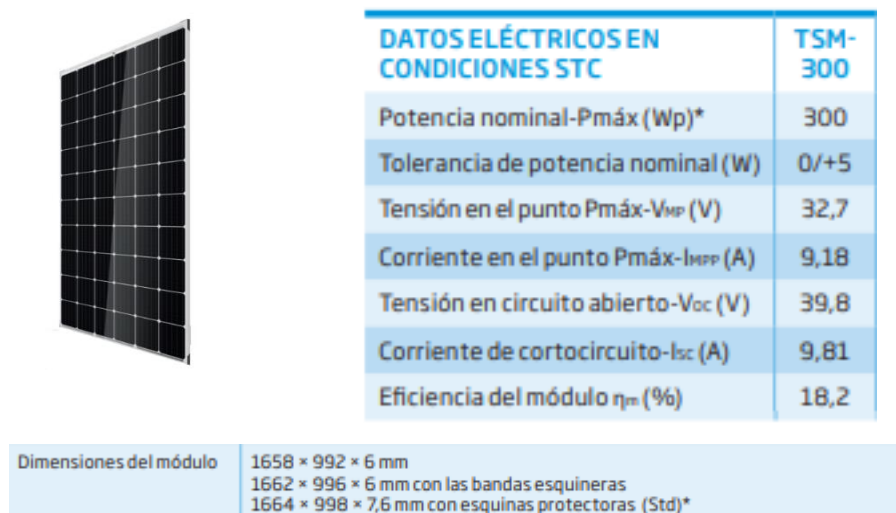 DATOS ELÉCTRICOS EN
CONDICIONES STC
TSM-
300
Potencia nominal-Pmáx (Wp)* 300
Tolerancia de potencia nominal (W) 0/+5
Tensión en el punto Pmáx-VMP (V) 32,7
Corriente en el punto Pmáx-IMPP (A) 9,18
Tensión en circuito abierto-VOC (V) 39,8
Corriente de cortocircuito-ISC (A) 9,81
Eficiencia del módulo ηm (%) 18,2
Dimensiones del módulo 1658 × 992 × 6 mm
1662 × 996 × 6 mm con las bandas esquineras
1664 × 998 × 7,6 mm con esquinas protectoras (Std)*